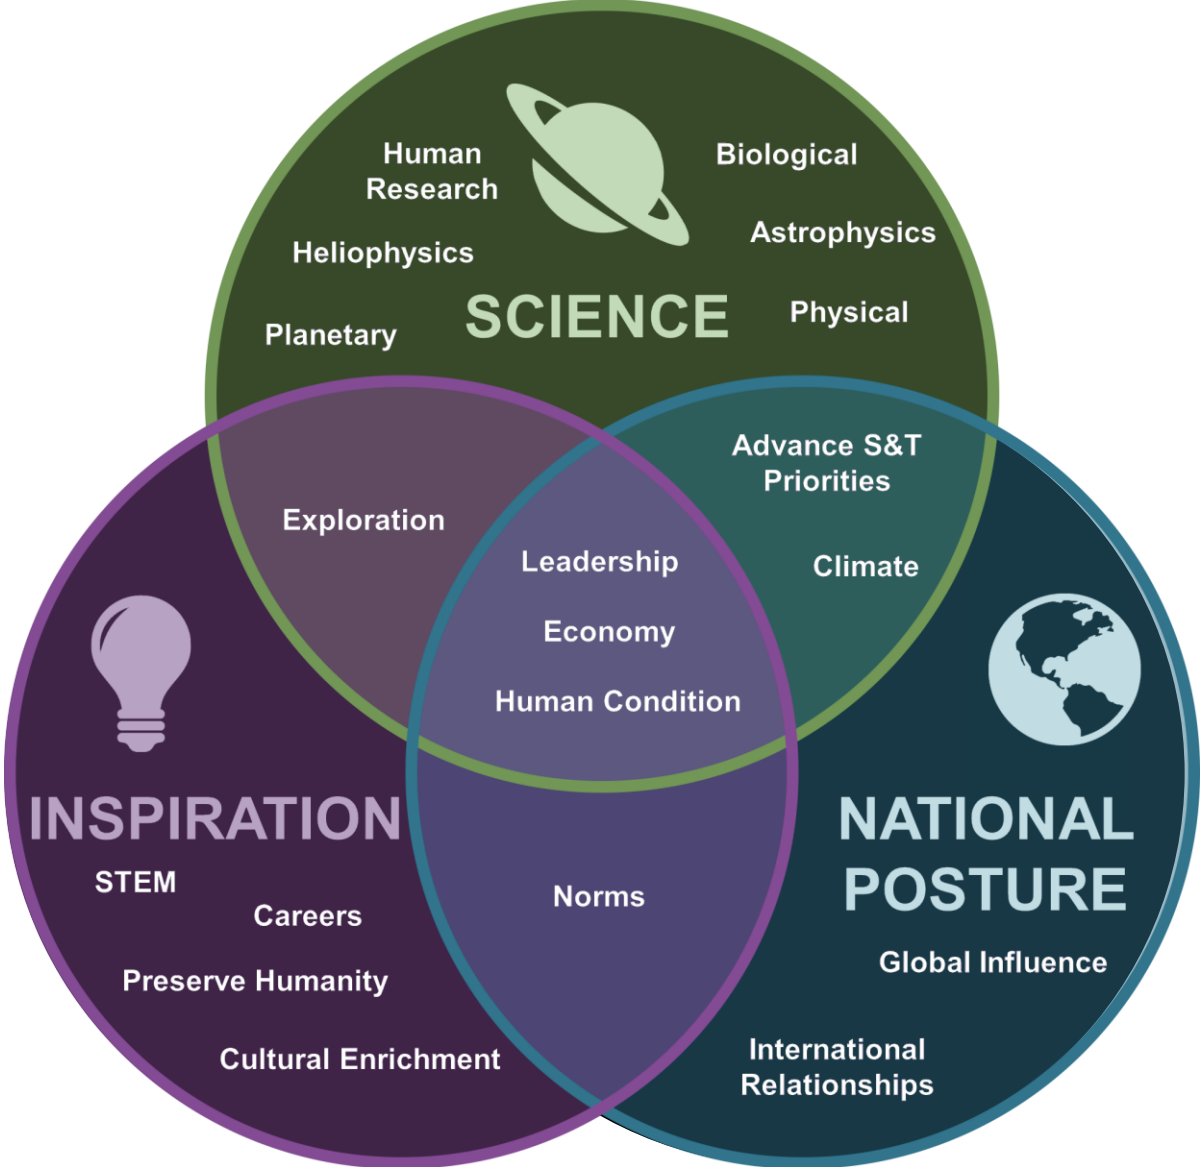 Human
Research
Biological
Heliophysics
Astrophysics
SCIENCE
Physical
Planetary
Advance S&T
Priorities
Exploration
Leadership
Climate
Economy
Human Condition
INSPIRATION
STEM
Careers
Preserve Humanity
Cultural Enrichment
Norms
NATIONAL
POSTURE
Global Influence
International
Relationships